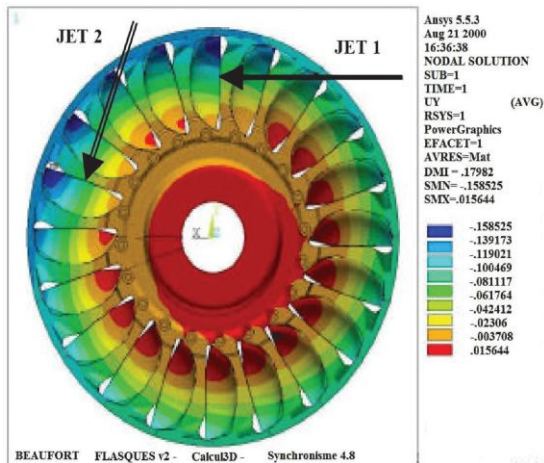 1
JET 2
JET 1
X
Ansys 5.5.3
Aug 21 2000
16:36:38
NODAL SOLUTION
SUB=1
TIME=1
UY (AVG)
RSYS=1
PowerGraphics
EFACET=1
AVRES=Mat
DMI = .17982
SMN= -.158525
SMX=.015644
-.158525
-.139173
-.119021
-.100469
-.081117
-.061764
-.042412
-.02306
-.003708
.015644
BEAUFORT FLASQUES v2 - Calcul3D - Synchronisme 4.8